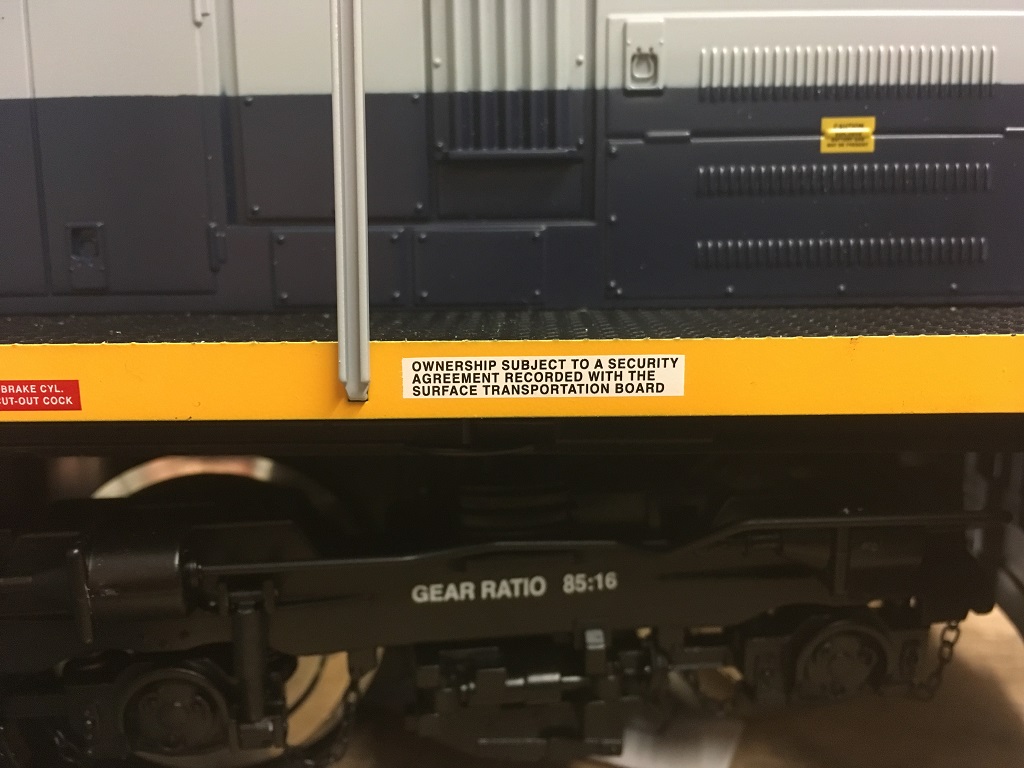 CAUTION
BRAKE CYL.
CUT-OUT COCK
OWNERSHIP SUBJECT TO A SECURITY
AGREEMENT RECORDED WITH THE
SURFACE TRANSPORTATION BOARD
GEAR RATIO 85:16